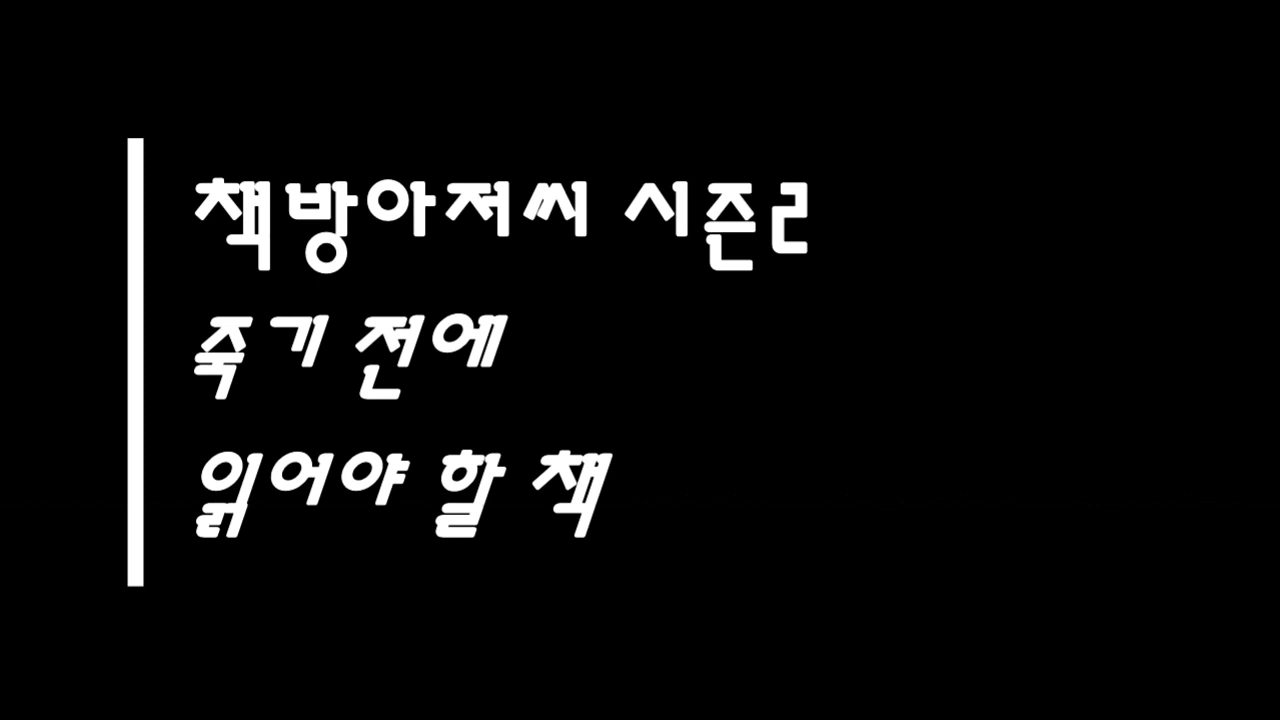 책방아저씨 시즌2
죽기 전에
읽어야 할 책